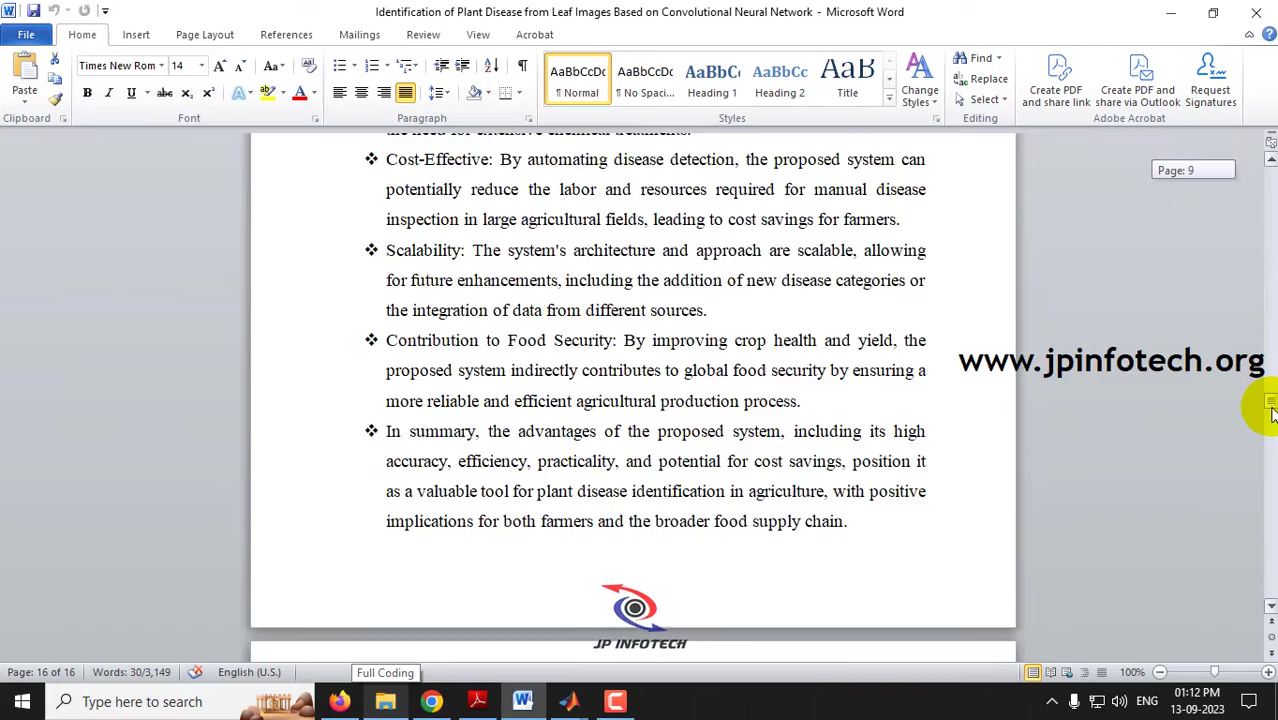 Identification of Plant Disease from Leaf Images Based on Convolutional Neural Network - Microsoft Word
File Home Insert Page Layout References Mailings Review View Acrobat
Times New Rom 14
AaBbCcDc AaBbCcDc AaBbCc AaBbCc AaB
Paste
¶ Normal ¶ No Spaci... Heading 1 Heading 2 Title
Change Styles
Find
Replace
Select
Create PDF and share link
Create PDF and share via Outlook
Request Signatures
Clipboard Font Paragraph Styles Editing Adobe Acrobat
the need for extensive chemical treatments.
Page: 9
❖ Cost-Effective: By automating disease detection, the proposed system can
potentially reduce the labor and resources required for manual disease
inspection in large agricultural fields, leading to cost savings for farmers.
❖ Scalability: The system's architecture and approach are scalable, allowing
for future enhancements, including the addition of new disease categories or
the integration of data from different sources.
❖ Contribution to Food Security: By improving crop health and yield, the
proposed system indirectly contributes to global food security by ensuring a
more reliable and efficient agricultural production process.
www.jpinfotech.org
❖ In summary, the advantages of the proposed system, including its high
accuracy, efficiency, practicality, and potential for cost savings, position it
as a valuable tool for plant disease identification in agriculture, with positive
implications for both farmers and the broader food supply chain.
JP INFOTECH
Page: 16 of 16 Words: 30/3,149 English (U.S.) Full Coding 100%
Type here to search
ENG
01:12 PM
13-09-2023